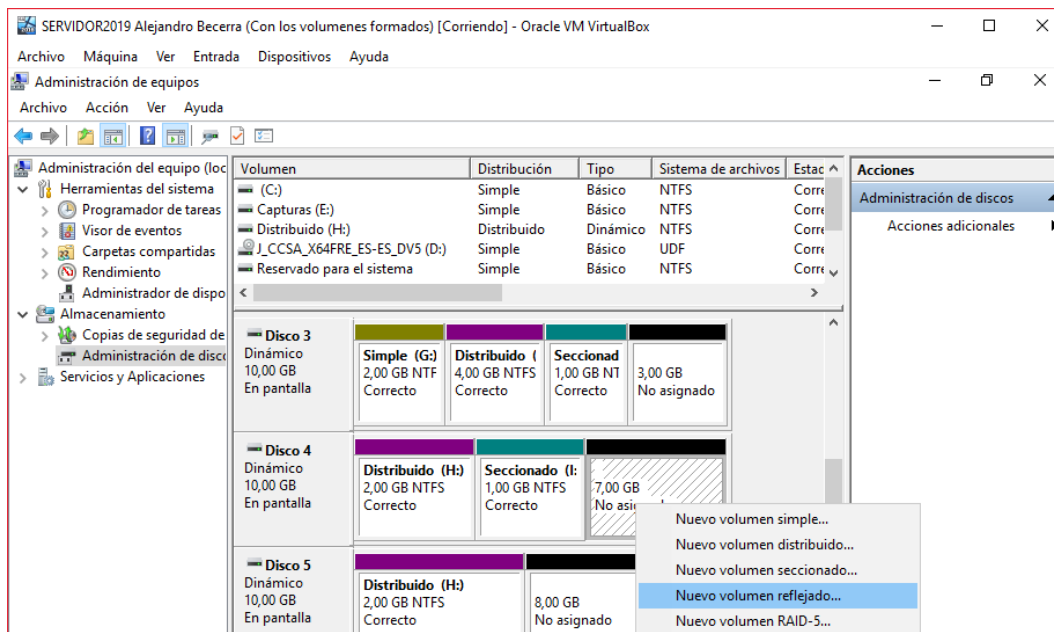 SERVIDOR2019 Alejandro Becerra (Con los volumenes formados) [Corriendo] - Oracle VM VirtualBox
Archivo Máquina Ver Entrada Dispositivos Ayuda
Administración de equipos
Archivo Acción Ver Ayuda
Administración del equipo (loc
Herramientas del sistema
Programador de tareas
Visor de eventos
Carpetas compartidas
Rendimiento
Administrador de dispo
Almacenamiento
Copias de seguridad de
Administración de disc
Servicios y Aplicaciones
Volumen Distribución Tipo Sistema de archivos Estac
(C:) Simple Básico NTFS Corre
Capturas (E:) Simple Básico NTFS Corre
Distribuido (H:) Distribuido Dinámico NTFS Corre
J_CCSA_X64FRE_ES-ES_DV5 (D:) Simple Básico UDF Corre
Reservado para el sistema Simple Básico NTFS Corre
Disco 3
Dinámico
10,00 GB
En pantalla
Simple (G:)
2,00 GB NTF
Correcto
Distribuido (
4,00 GB NTFS
Correcto
Seccionad
1,00 GB NT
Correcto
3,00 GB
No asignado
Disco 4
Dinámico
10,00 GB
En pantalla
Distribuido (H:)
2,00 GB NTFS
Correcto
Seccionado (I:
1,00 GB NTFS
Correcto
7,00 GB
No asi
Disco 5
Dinámico
10,00 GB
En pantalla
Distribuido (H:)
2,00 GB NTFS
Correcto
8,00 GB
No asignado
Nuevo volumen simple...
Nuevo volumen distribuido...
Nuevo volumen seccionado...
Nuevo volumen reflejado...
Nuevo volumen RAID-5...
Acciones
Administración de discos
Acciones adicionales